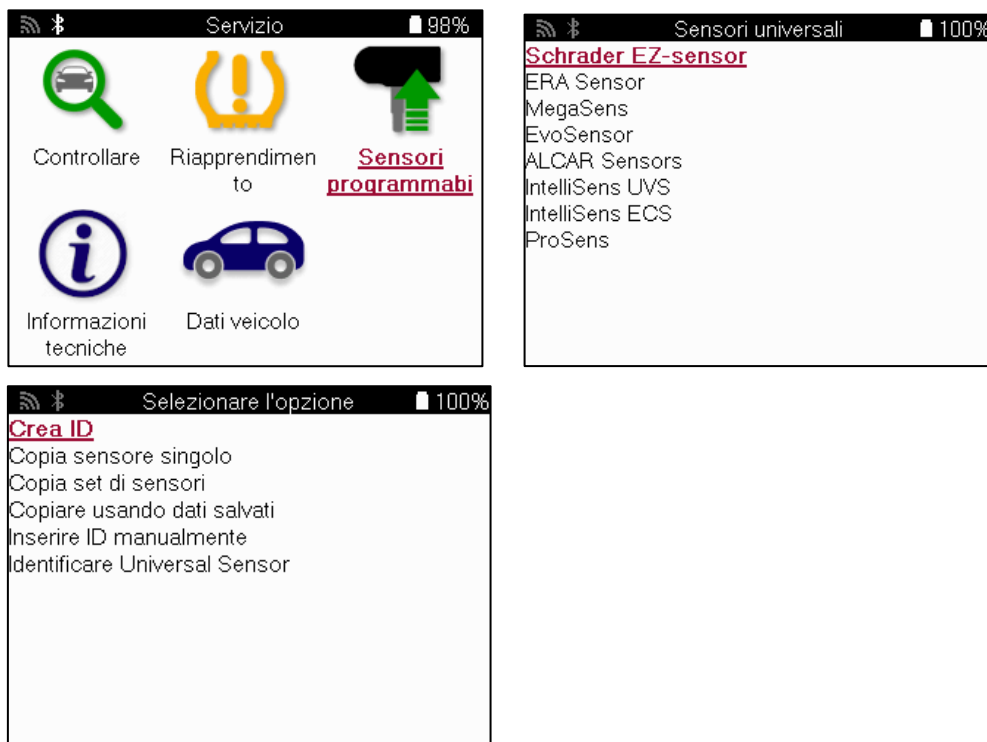 Servizio 98%
Controllare Riapprendimen Sensori
to programmabi
Informazioni Dati veicolo
tecniche
Sensori universali 100%
Schrader EZ-sensor
ERA Sensor
MegaSens
EvoSensor
ALCAR Sensors
IntelliSens UVS
IntelliSens ECS
ProSens
Selezionare l'opzione 100%
Crea ID
Copia sensore singolo
Copia set di sensori
Copiare usando dati salvati
Inserire ID manualmente
Identificare Universal Sensor